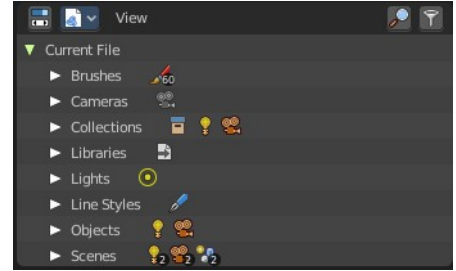 View
Current File
Brushes 60
Cameras
Collections
Libraries
Lights
Line Styles
Objects
Scenes 2 2 2